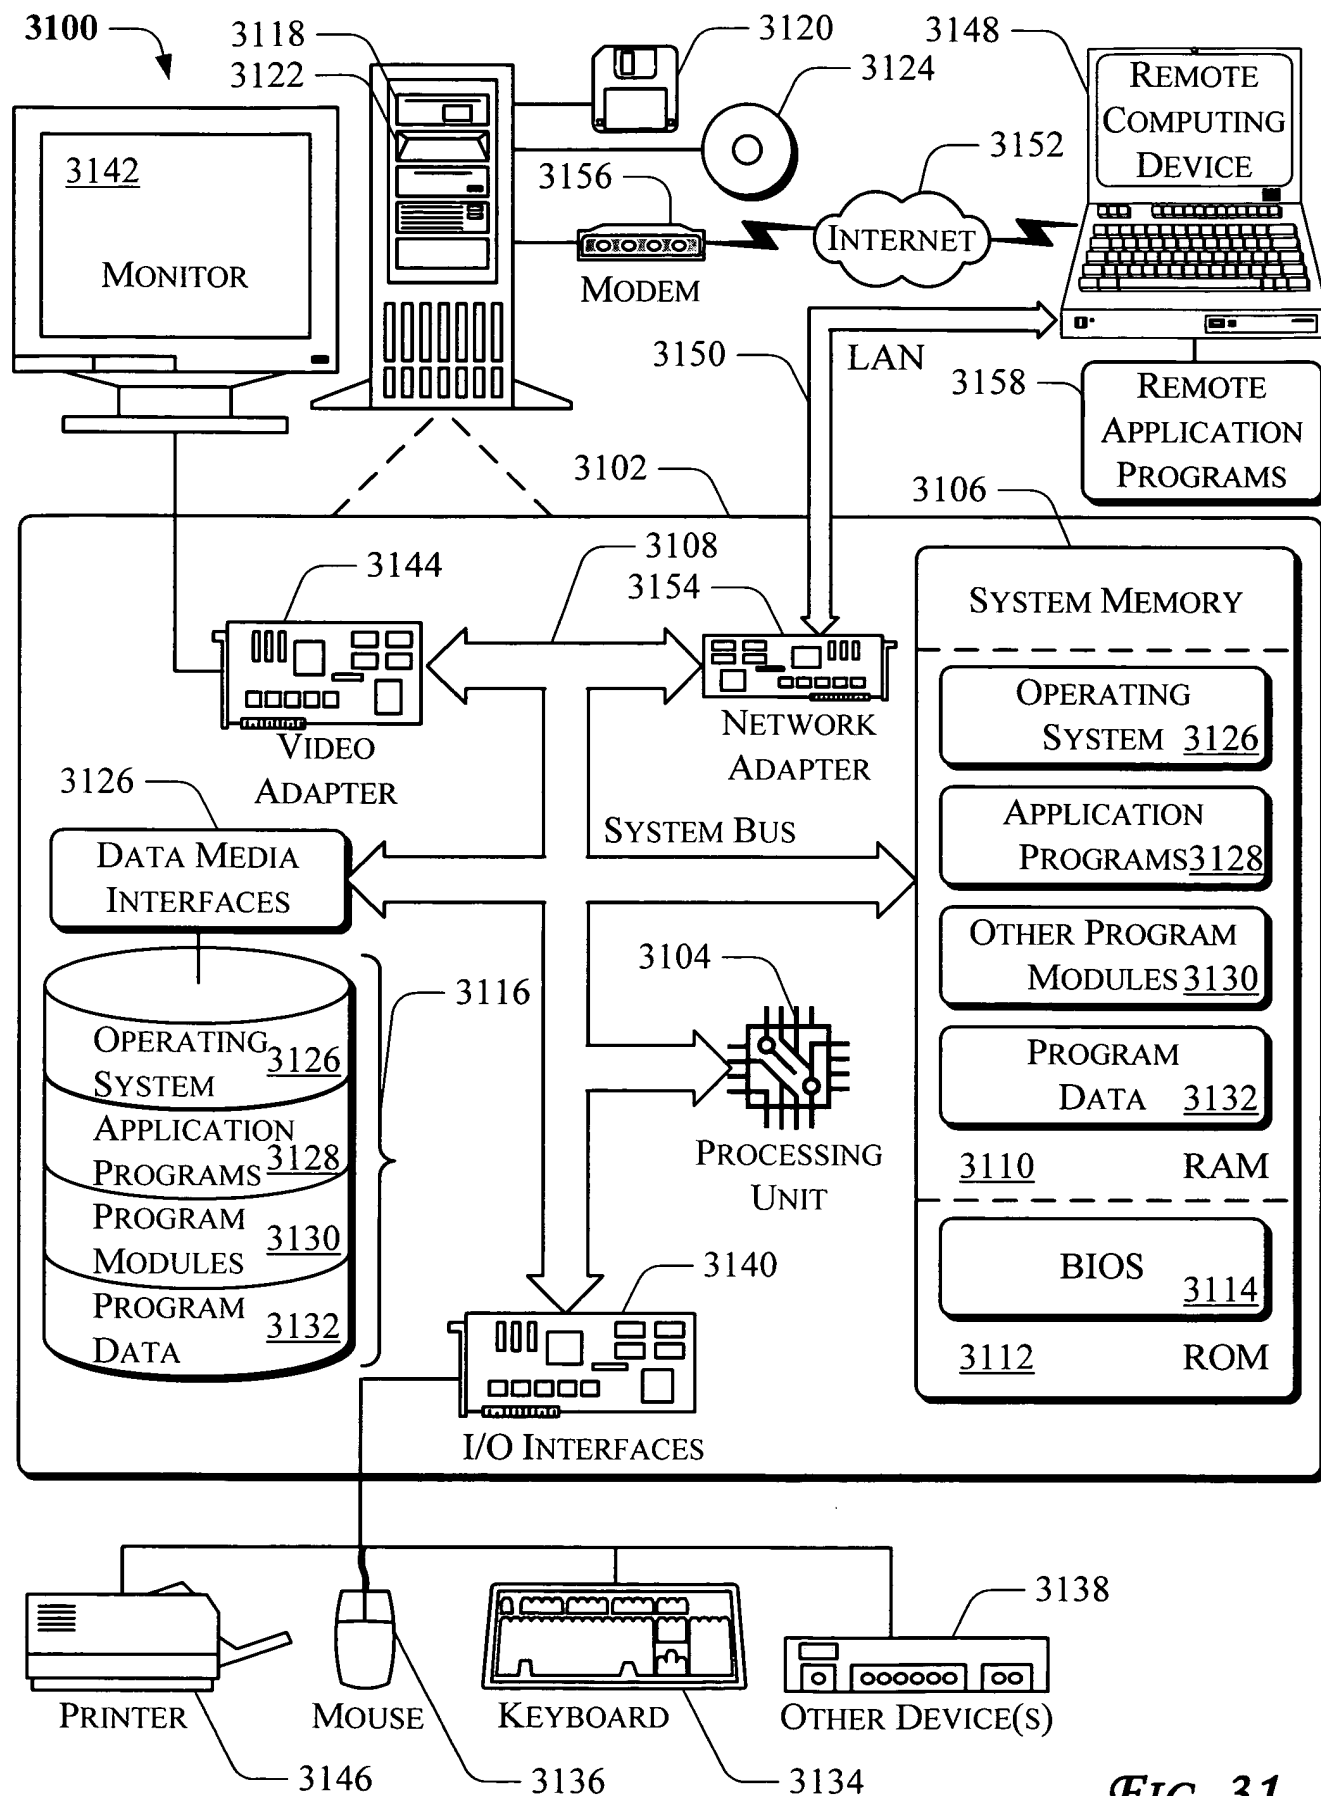 3100
3118
3122
3120
3124
3148
REMOTE
COMPUTING
DEVICE
3142
MONITOR
3156
MODEM
3152
INTERNET
3150
LAN
3158
REMOTE
APPLICATION
PROGRAMS
3102
3106
3144
3108
3154
VIDEO
ADAPTER
NETWORK
ADAPTER
SYSTEM MEMORY
OPERATING
SYSTEM 3126
APPLICATION
PROGRAMS 3128
OTHER PROGRAM
MODULES 3130
PROGRAM
DATA 3132
3110 RAM
BIOS
3114
3112 ROM
3126
DATA MEDIA
INTERFACES
SYSTEM BUS
3104
PROCESSING
UNIT
3116
OPERATING
SYSTEM 3126
APPLICATION
PROGRAMS 3128
PROGRAM
MODULES 3130
PROGRAM
DATA 3132
3140
I/O INTERFACES
PRINTER
MOUSE
KEYBOARD
OTHER DEVICE(S)
3138
3146
3136
3134
FIG. 31